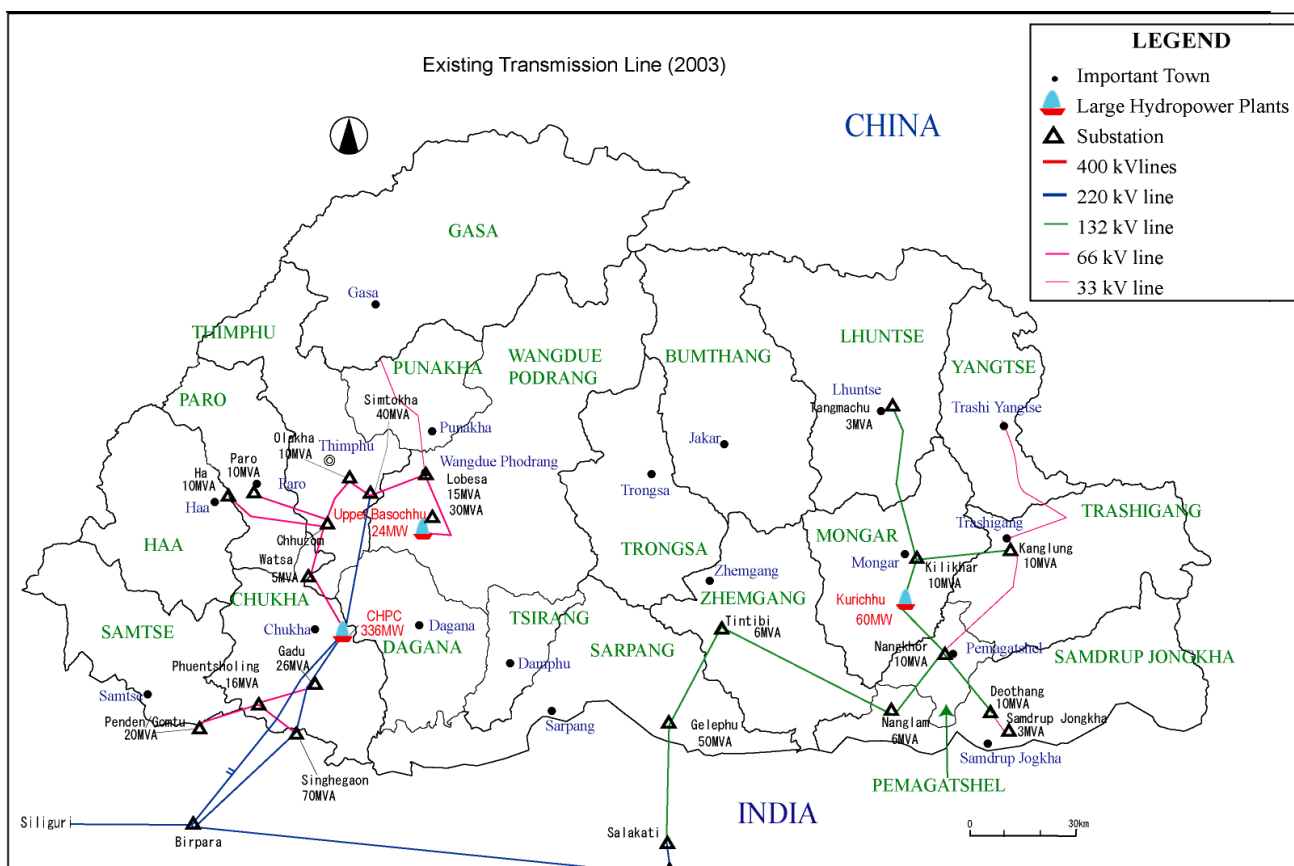 Existing Transmission Line (2003)
LEGEND
Important Town
Large Hydropower Plants
Substation
400 kVlines
220 kV line
132 kV line
66 kV line
33 kV line
CHINA
GASA
Gasa
THIMPHU
PUNAKHA
WANGDUE
PODRANG
BUMTHANG
LHUNTSE
YANGTSE
PARO
Simtokha
40MVA
Lhuntse
Tangmachu
3MVA
Trashi Yangtse
Olakha
10MVA
Thimphu
Punakha
Jakar
Paro
10MVA
Paro
Ha
10MVA
Haa
Wangdue Phodrang
Lobesa
15MVA
30MVA
Trongsa
Upper Basochhu
24MW
TRASHIGANG
Trashigang
MONGAR
Chhuzom
HAA
TRONGSA
Mongar
Kanglung
10MVA
Kilikhar
10MVA
Watsa
5MVA
Zhemgang
ZHEMGANG
Kurichhu
60MW
CHUKHA
CHPC
336MW
TSIRANG
SAMTSE
Chukha
Dagana
DAGANA
Tintibi
6MVA
SARPANG
Gadu
26MVA
Nangkhor
10MVA
Pemagatshel
SAMDRUP JONGKHA
Phuentsholing
16MVA
Damphu
Samtse
Deothang
10MVA
Penden/Gomtu
20MVA
Sarpang
Gelephu
50MVA
Nanglam
6MVA
Samdrup Jongkha
3MVA
Samdrup Jogkha
Singhegaon
70MVA
PEMAGATSHEL
INDIA
Siliguri
Birpara
Salakati
0
30km